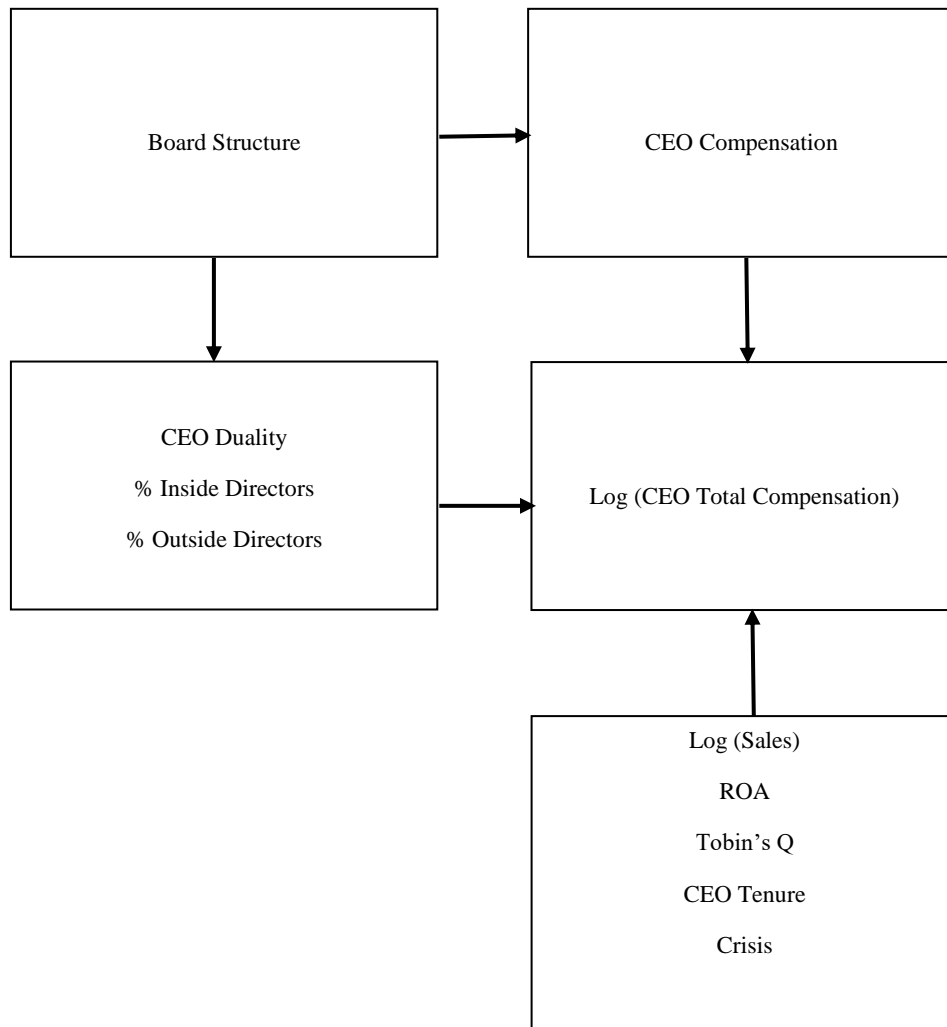 Board Structure
CEO Compensation
CEO Duality
% Inside Directors
% Outside Directors
Log (CEO Total Compensation)
Log (Sales)
ROA
Tobin’s Q
CEO Tenure
Crisis